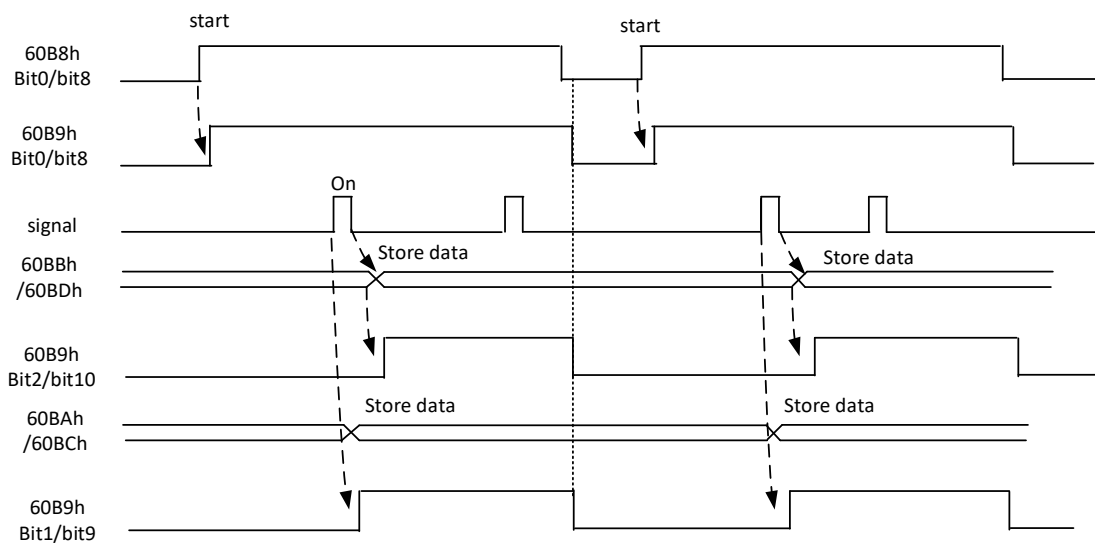 start
start
60B8h
Bit0/bit8
60B9h
Bit0/bit8
On
signal
Store data
Store data
60BBh
/60BDh
60B9h
Bit2/bit10
Store data
Store data
60BAh
/60BCh
60B9h
Bit1/bit9